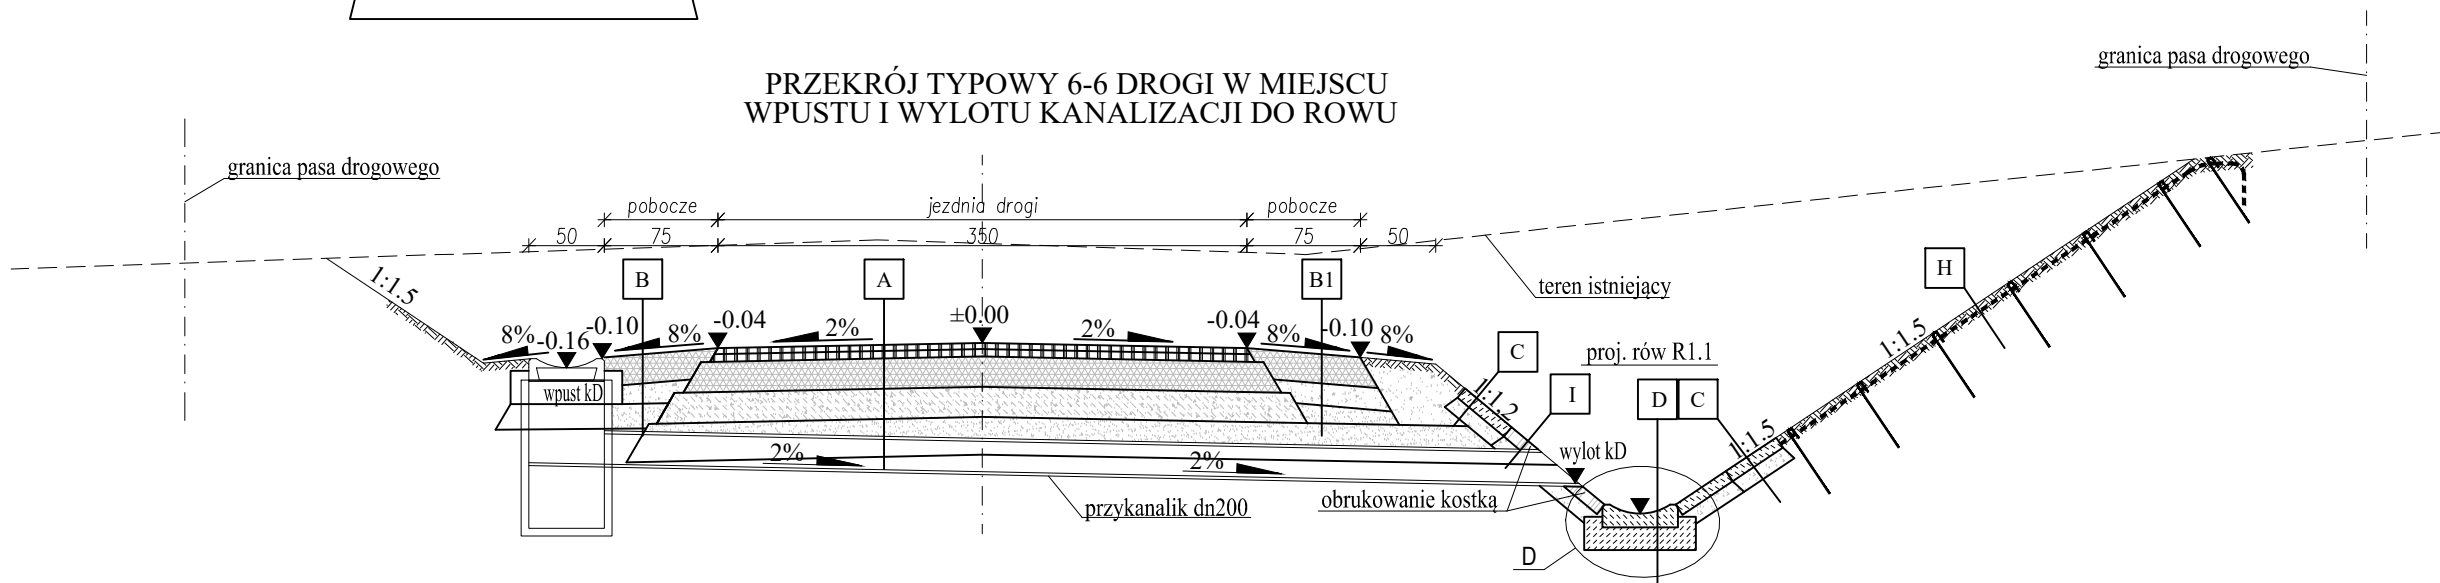 granica pasa drogowego
PRZEKRÓJ TYPOWY 6-6 DROGI W MIEJSCU
WPUSTU I WYLOTU KANALIZACJI DO ROWU
granica pasa drogowego
pobocze jezdnia drogi pobocze
50 75 350 75 50
1:1.5 B A B1 H
teren istniejący
8% -0.16 -0.10 8% -0.04 2% ±0.00 2% -0.04 8% -0.10 8%
1:1.5
C proj. rów R1.1
wpust kD 1:1.2 I D C
1:1.5
2% 2% wylot kD
przykanalik dn200 obrukowanie kostką
D